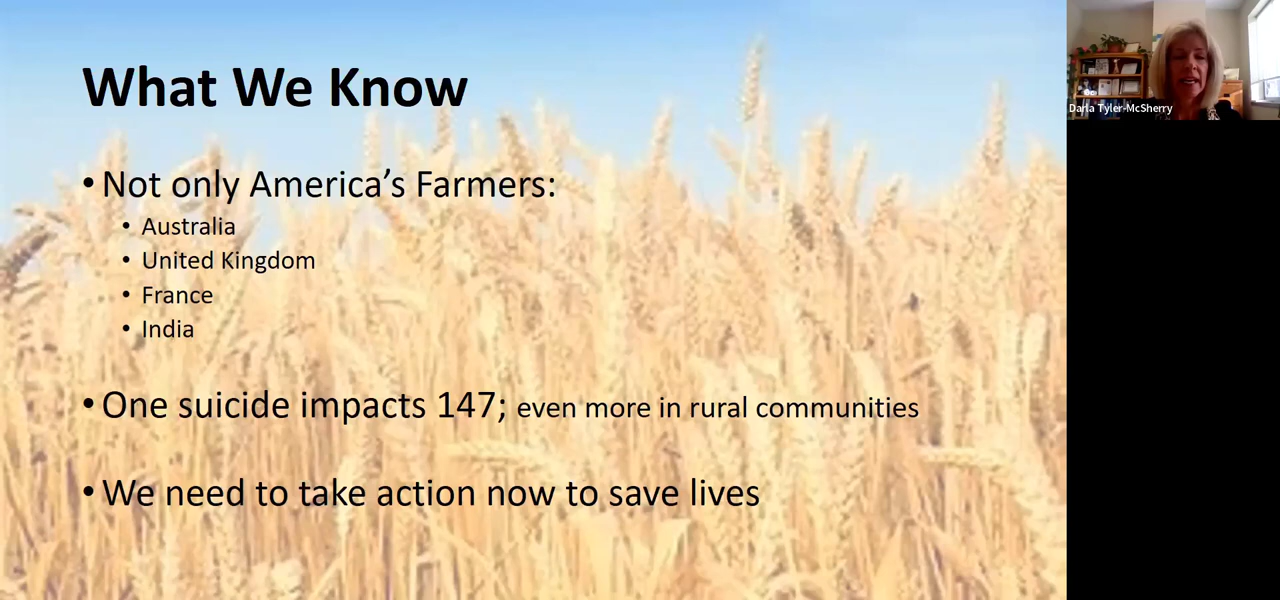 What We Know
• Not only America’s Farmers:
• Australia
• United Kingdom
• France
• India
• One suicide impacts 147; even more in rural communities
• We need to take action now to save lives
Darla Tyler-McSherry